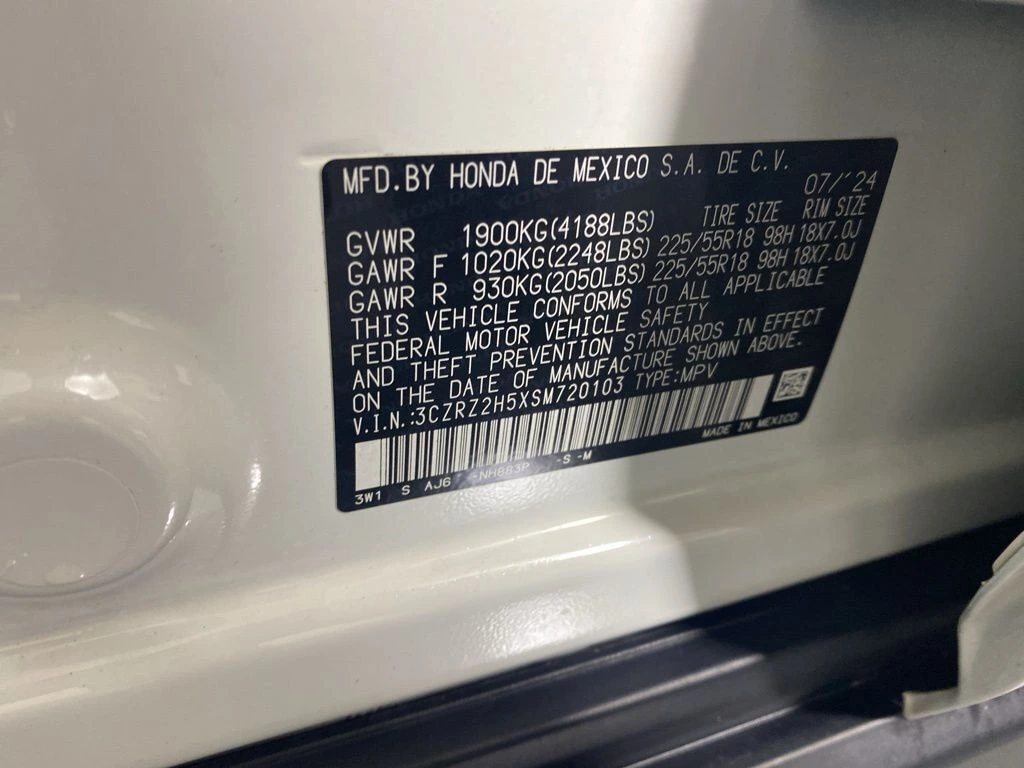 MFD.BY HONDA DE MEXICO S.A. DE C.V.
07/'24
GVWR 1900KG(4188LBS) TIRE SIZE RIM SIZE
GAWR F 1020KG(2248LBS) 225/55R18 98H 18X7.0J
GAWR R 930KG(2050LBS) 225/55R18 98H 18X7.0J
THIS VEHICLE CONFORMS TO ALL APPLICABLE
FEDERAL MOTOR VEHICLE SAFETY
AND THEFT PREVENTION STANDARDS IN EFFECT
ON THE DATE OF MANUFACTURE SHOWN ABOVE.
V.I.N.:3CZRZ2H5XSM720103 TYPE:MPV
MADE IN MEXICO
3W1 S AJ6 -NH883P -S -M